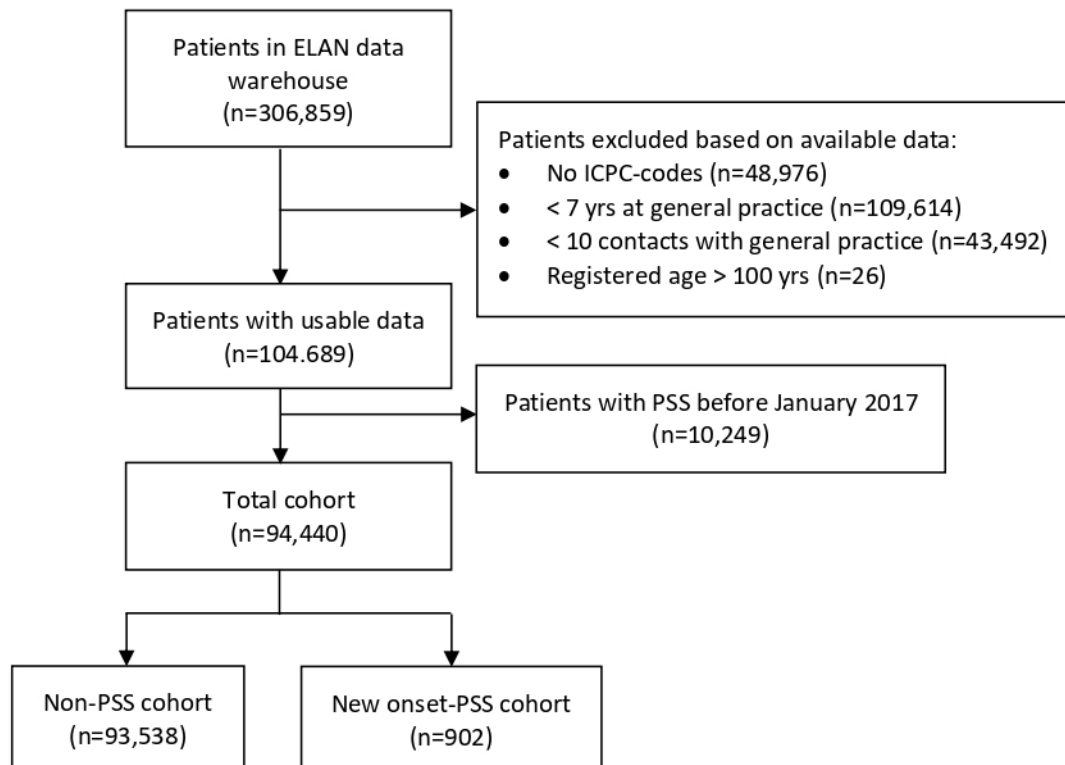 Patients in ELAN data
warehouse
(n=306,859)
Patients excluded based on available data:
• No ICPC-codes (n=48,976)
• < 7 yrs at general practice (n=109,614)
• < 10 contacts with general practice (n=43,492)
• Registered age > 100 yrs (n=26)
Patients with usable data
(n=104.689)
Patients with PSS before January 2017
(n=10,249)
Total cohort
(n=94,440)
Non-PSS cohort
(n=93,538)
New onset-PSS cohort
(n=902)